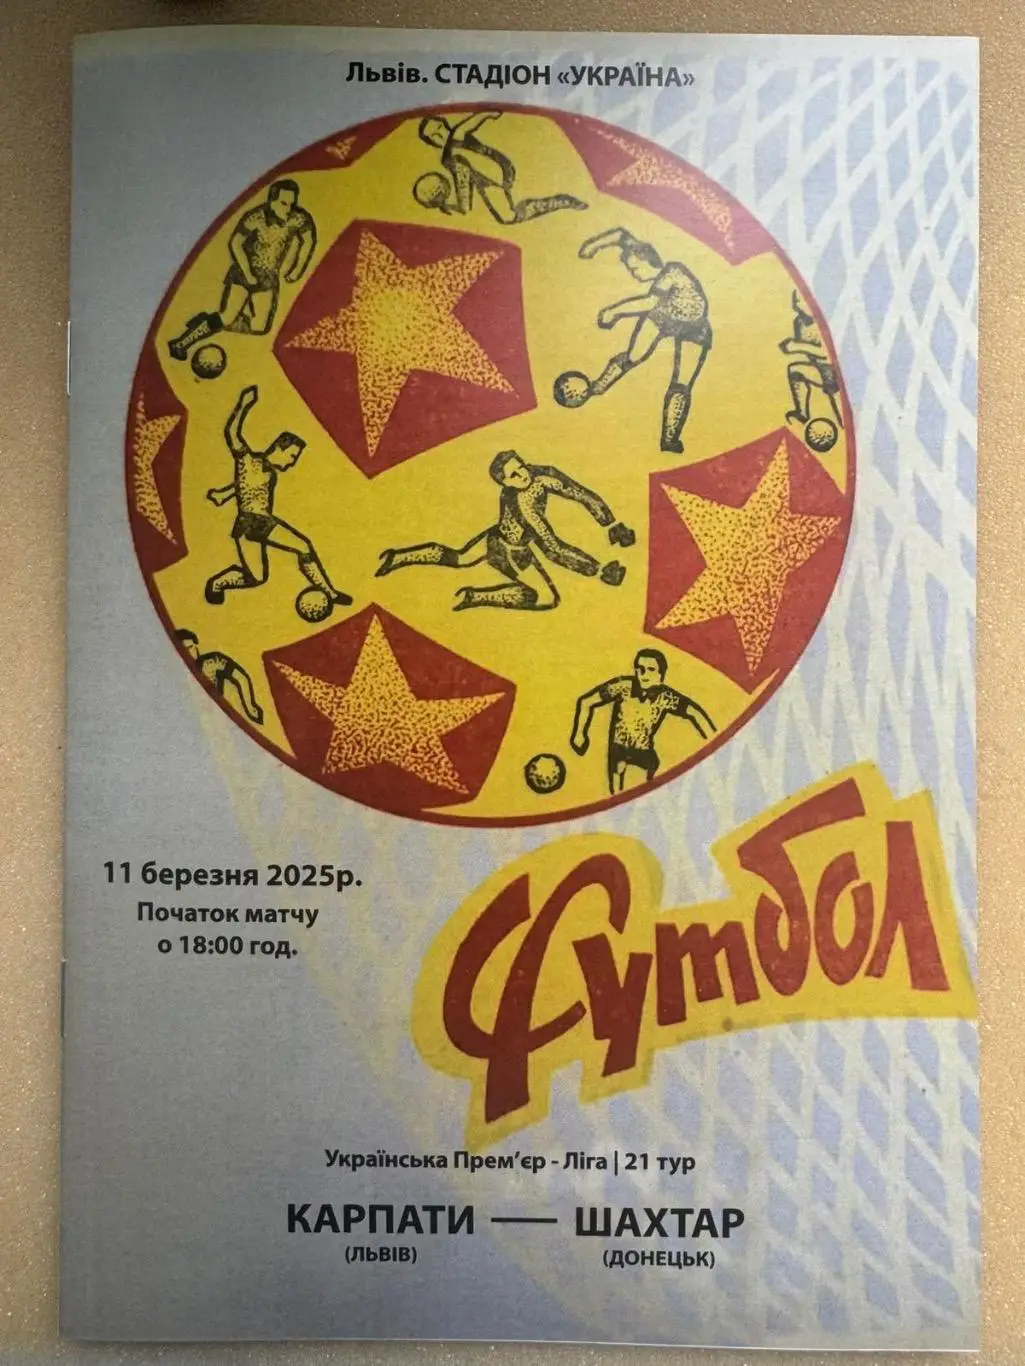 Львів. СТАДІОН «УКРАЇНА»
11 березня 2025р.
Початок матчу
о 18:00 год.
Футбол
Українська Прем’єр - Ліга | 21 тур
КАРПАТИ — ШАХТАР
(ЛЬВІВ) (ДОНЕЦЬК)